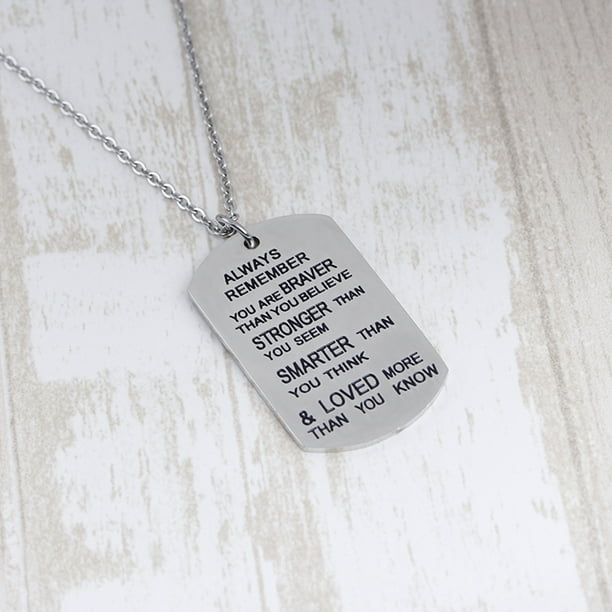 ALWAYS
REMEMBER
YOU ARE BRAVER
THAN YOU BELIEVE
STRONGER THAN
YOU SEEM
SMARTER THAN
YOU THINK
& LOVED MORE
THAN YOU KNOW